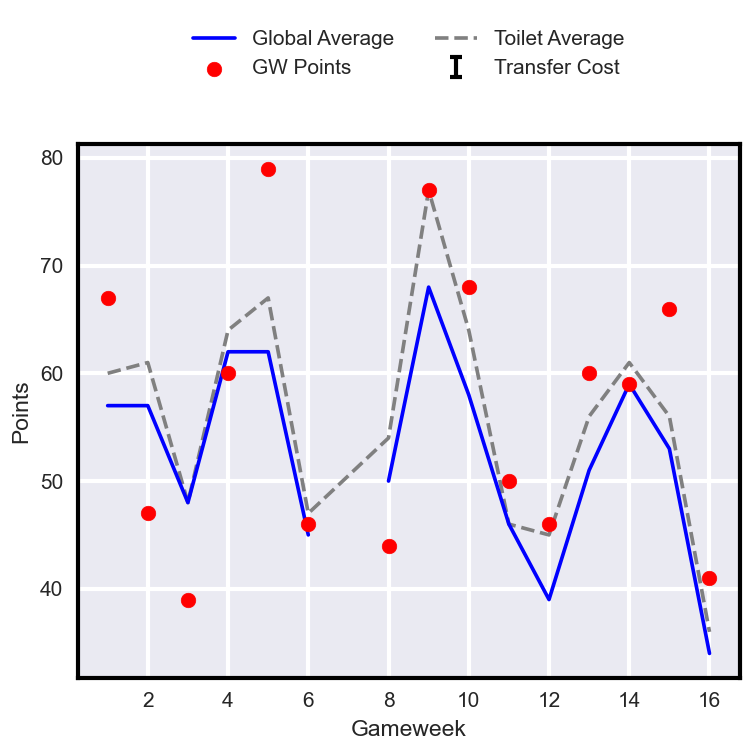 Global Average
Toilet Average
GW Points
Transfer Cost
80
70
60
50
40
Points
2 4 6 8 10 12 14 16
Gameweek